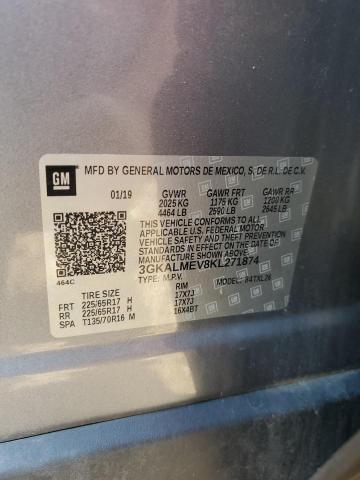 GM
MFD BY GENERAL MOTORS DE MEXICO, S. DE R.L. DE C.V.
01/19 GVWR GAWR FRT GAWR RR
2025 KG 1175 KG 1200 KG
4464 LB 2590 LB 2645 LB
THIS VEHICLE CONFORMS TO ALL
APPLICABLE U.S. FEDERAL MOTOR
VEHICLE SAFETY, BUMPER, AND
THEFT PREVENTION STANDARDS
IN EFFECT ON THE DATE OF
MANUFACTURE SHOWN ABOVE.
3GKALMEV8KL271874
464C TYPE: M.P.V. MODEL: 84TXL26
TIRE SIZE RIM
FRT 225/65R17 H 17X7J
RR 225/65R17 H 17X7J
SPA T135/70R16 M 16X4BT